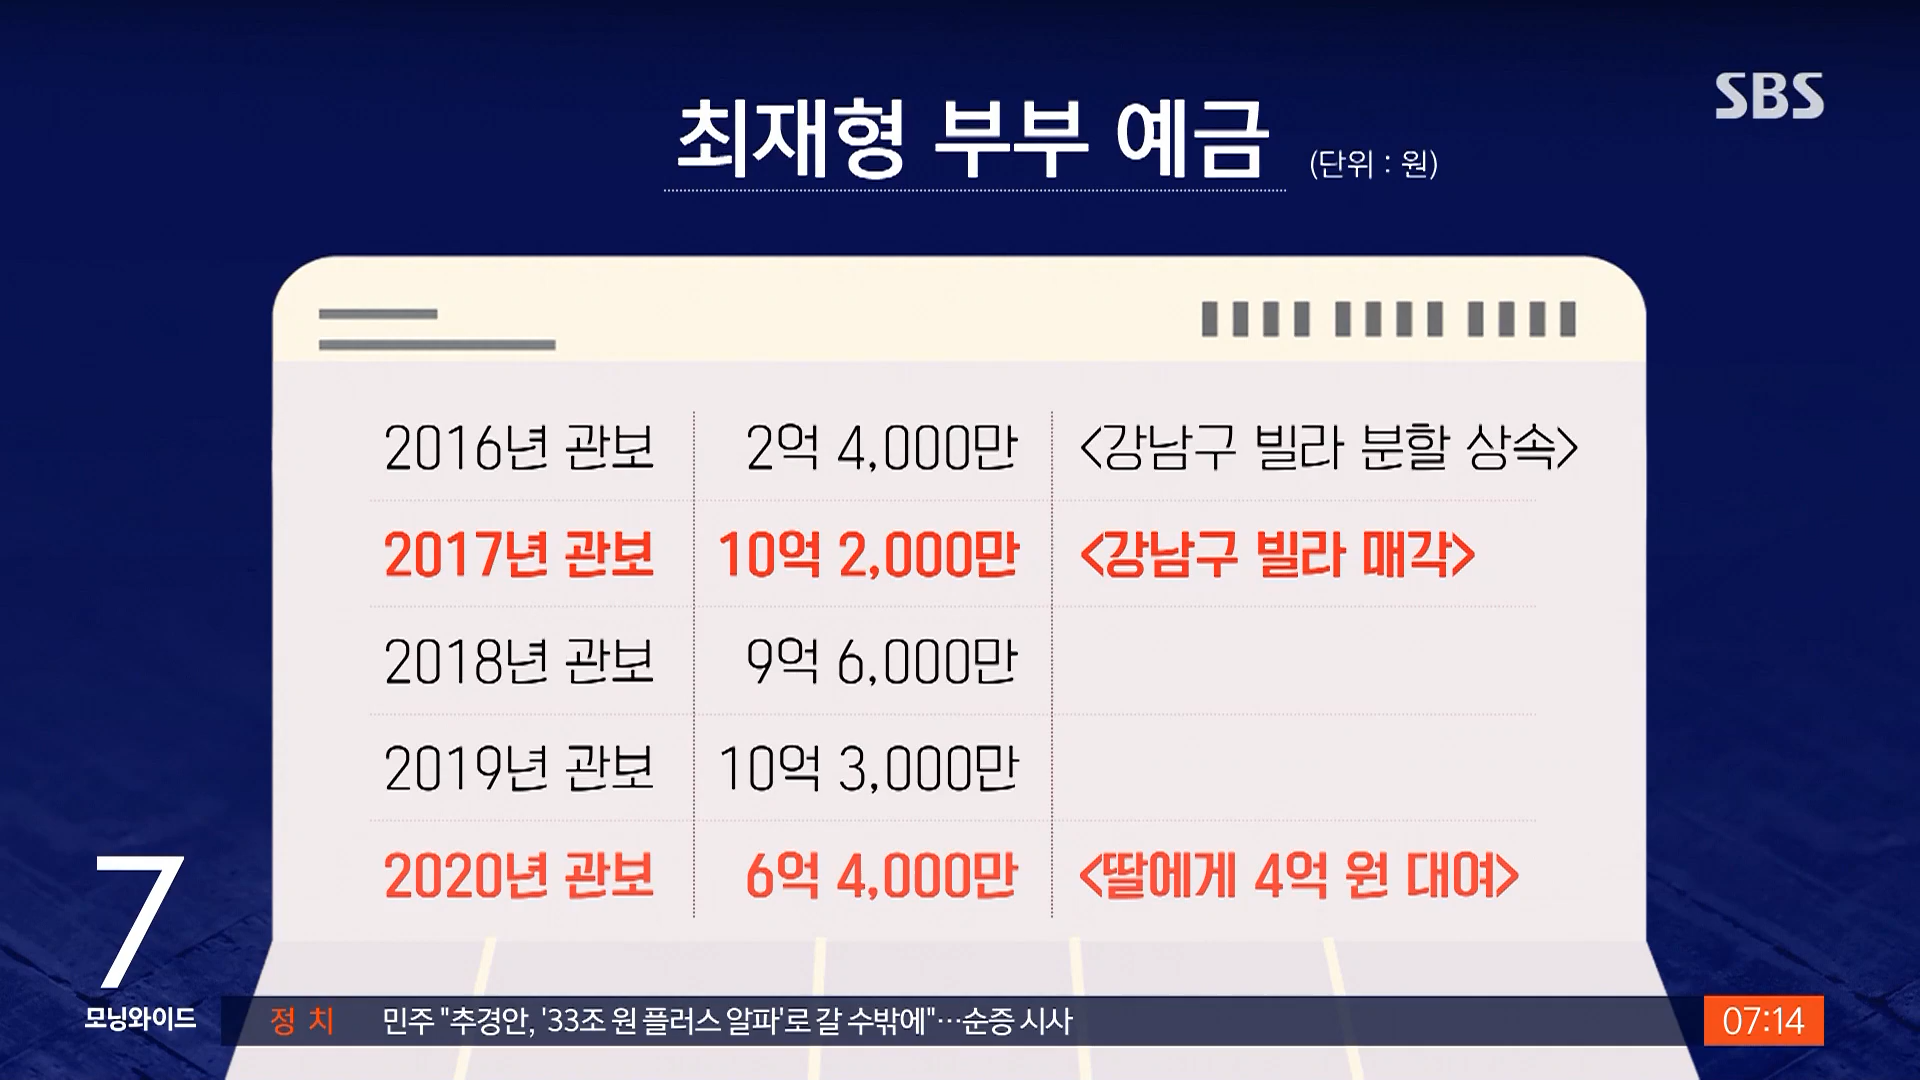 SBS
최재형 부부 예금 (단위 : 원)
2016년 관보 2억 4,000만 <강남구 빌라 분할 상속>
2017년 관보 10억 2,000만 <강남구 빌라 매각>
2018년 관보 9억 6,000만
2019년 관보 10억 3,000만
2020년 관보 6억 4,000만 <딸에게 4억 원 대여>
7
모닝와이드
정 치 민주 "추경안, '33조 원 플러스 알파'로 갈 수밖에"…순증 시사 07:14